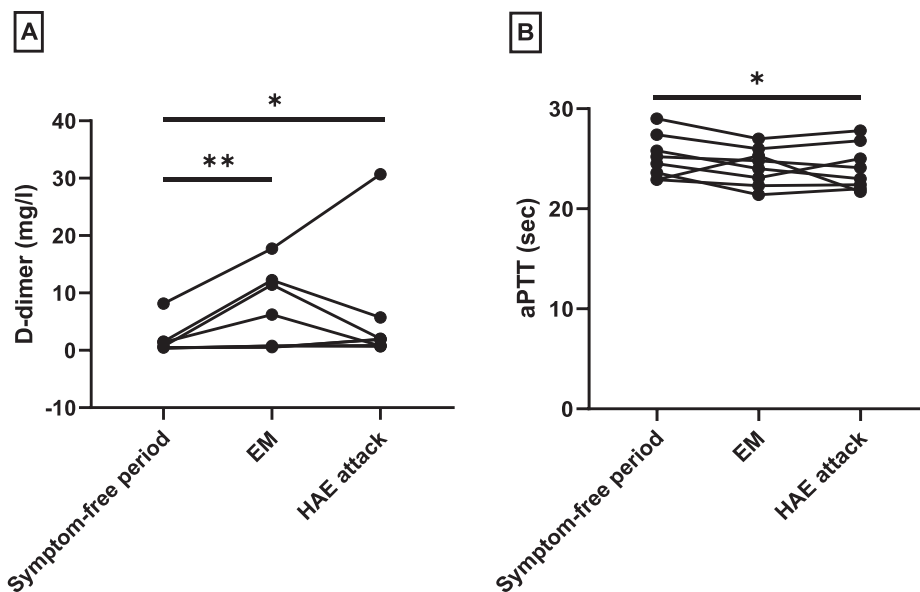 A
D-dimer (mg/l)
40
30
20
10
0
-10
*
**
Symptom-free period
EM
HAE attack
B
aPTT (sec)
30
20
10
0
*
Symptom-free period
EM
HAE attack